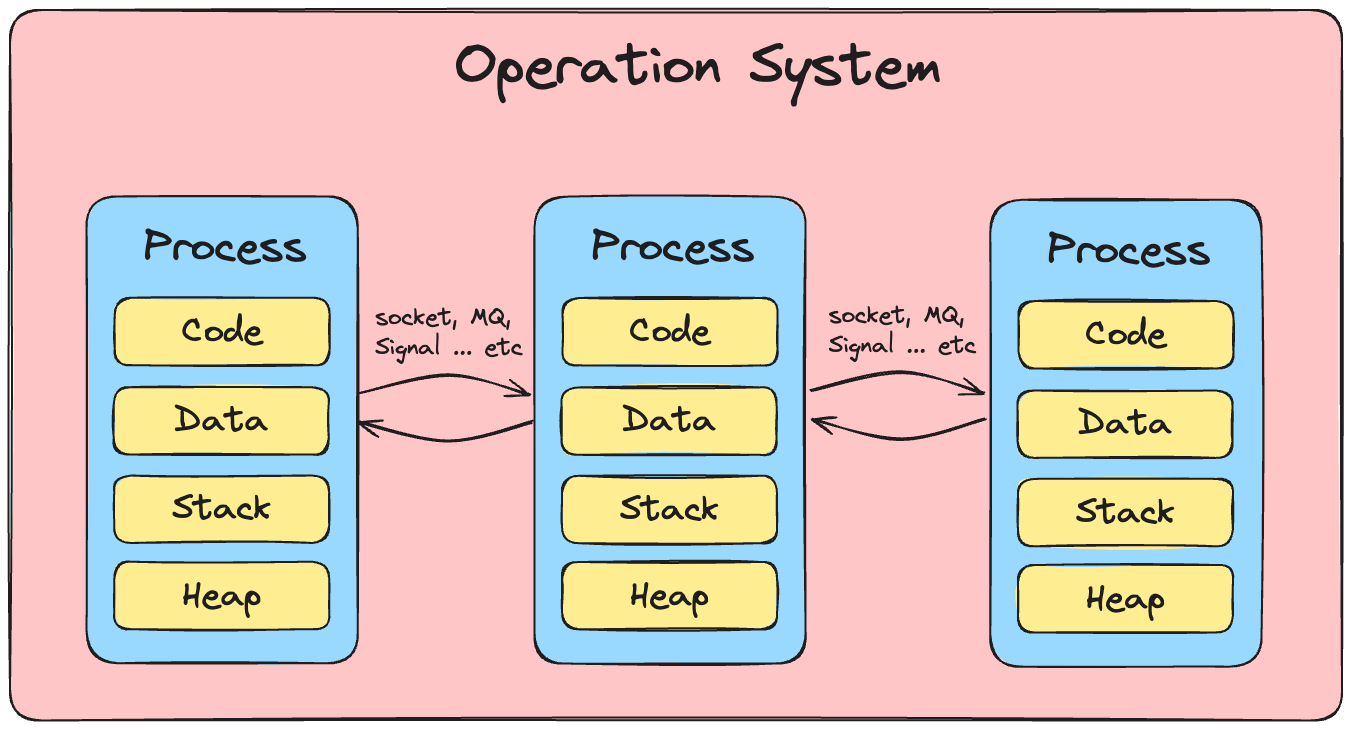 Operation System
Process
Code
Data
Stack
Heap
socket, MQ,
Signal ... etc
Process
Code
Data
Stack
Heap
socket, MQ,
Signal ... etc
Process
Code
Data
Stack
Heap